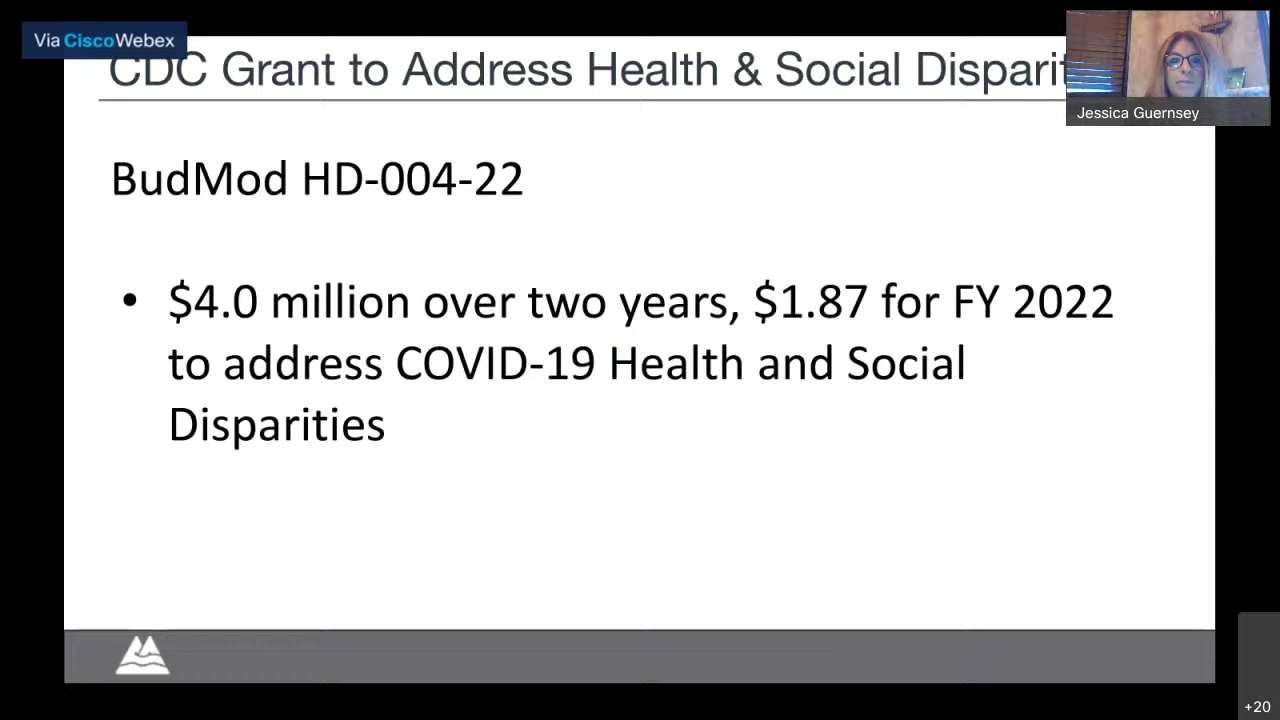 Via CiscoWebex
CDC Grant to Address Health & Social Disparit
Jessica Guernsey
BudMod HD-004-22
• $4.0 million over two years, $1.87 for FY 2022
to address COVID-19 Health and Social
Disparities
+20